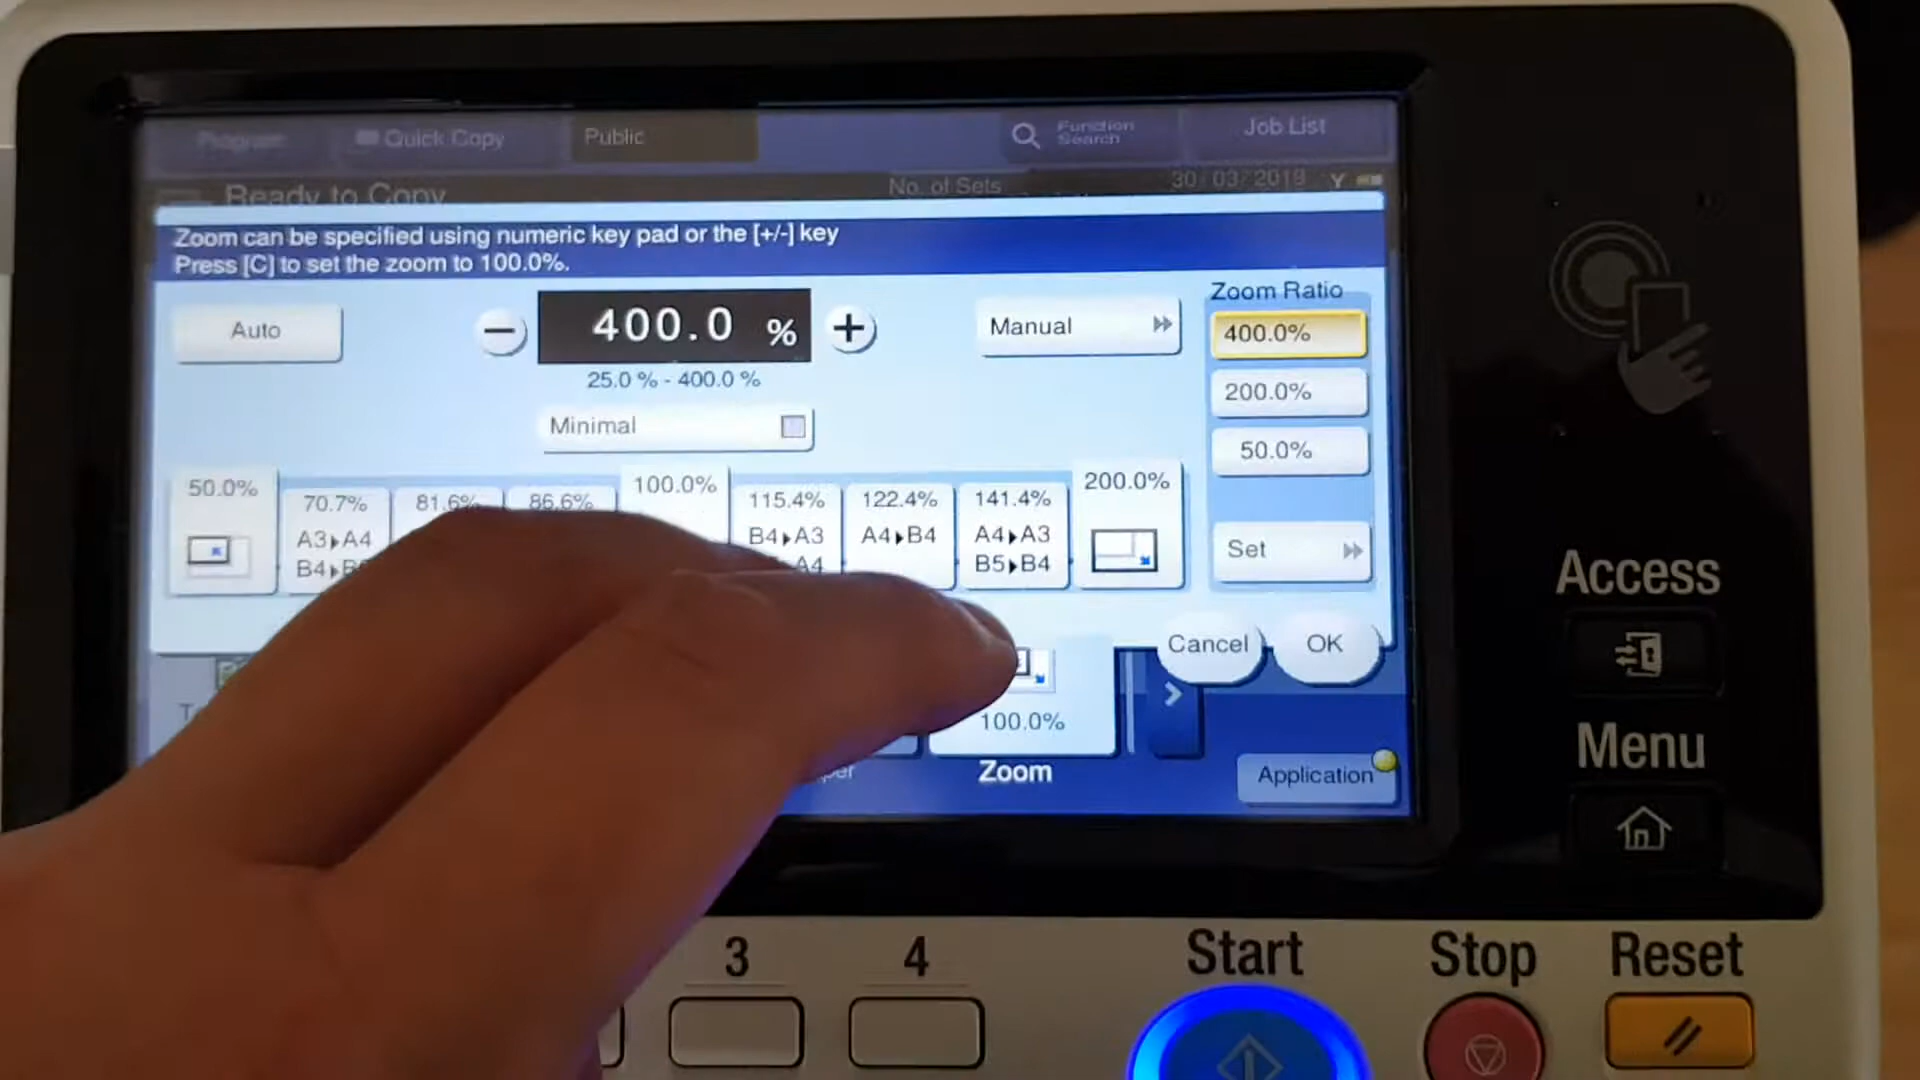 Program
Quick Copy
Public
Function
Search
Job List
Ready to Copy
No. of Sets
30/03/2019
Zoom can be specified using numeric key pad or the [+/-] key
Press [C] to set the zoom to 100.0%.
Auto
−
400.0 %
+
25.0 % - 400.0 %
Minimal
Manual
Zoom Ratio
400.0%
200.0%
50.0%
Set
50.0%
70.7%
A3▸A4
81.6%
86.6%
100.0%
115.4%
B4▸A3
A4
122.4%
A4▸B4
141.4%
A4▸A3
B5▸B4
200.0%
Cancel
OK
100.0%
Zoom
Application
Access
Menu
3
4
Start
Stop
Reset